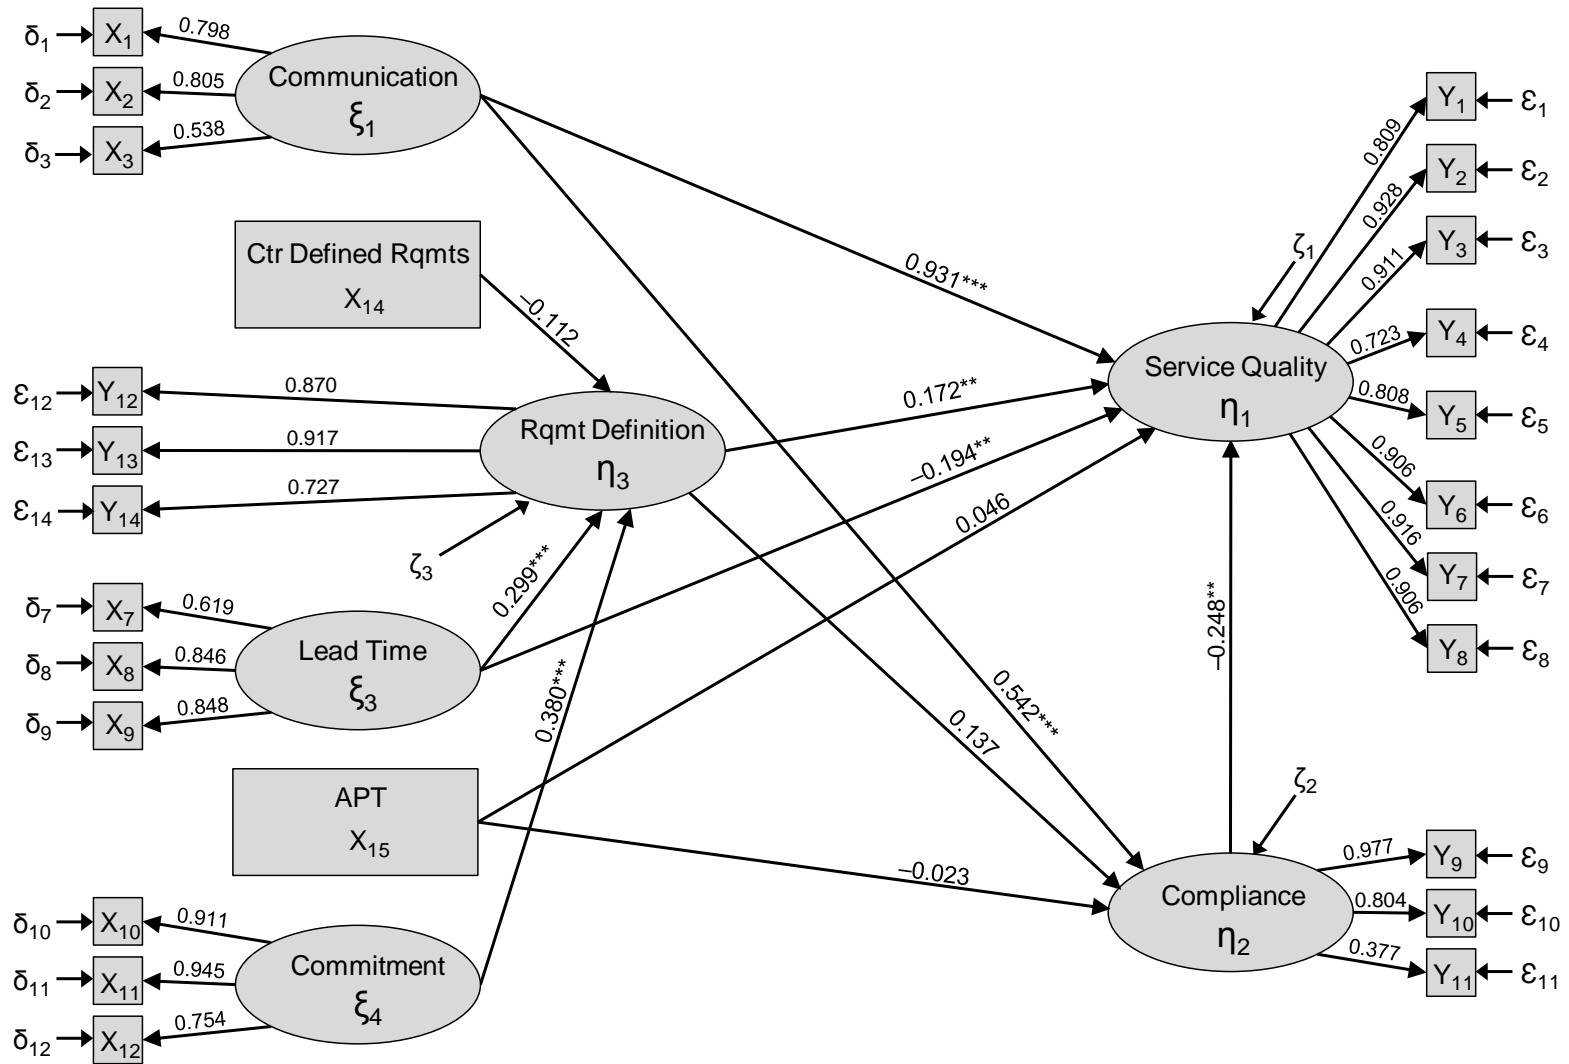 δ1 X1 0.798
δ2 X2 0.805
δ3 X3 0.538
Communication
ξ1
Ctr Defined Rqmts
X14
–0.112
ε12 Y12 0.870
ε13 Y13 0.917
ε14 Y14 0.727
Rqmt Definition
η3
ζ3
δ7 X7 0.619
δ8 X8 0.846
δ9 X9 0.848
Lead Time
ξ3
0.299***
0.380***
APT
X15
δ10 X10 0.911
δ11 X11 0.945
δ12 X12 0.754
Commitment
ξ4
0.931***
0.172**
–0.194**
0.046
0.542***
0.137
–0.023
–0.248**
ζ1
Service Quality
η1
0.809 Y1 ε1
0.928 Y2 ε2
0.911 Y3 ε3
0.723 Y4 ε4
0.808 Y5 ε5
0.906 Y6 ε6
0.916 Y7 ε7
0.906 Y8 ε8
ζ2
Compliance
η2
0.977 Y9 ε9
0.804 Y10 ε10
0.377 Y11 ε11